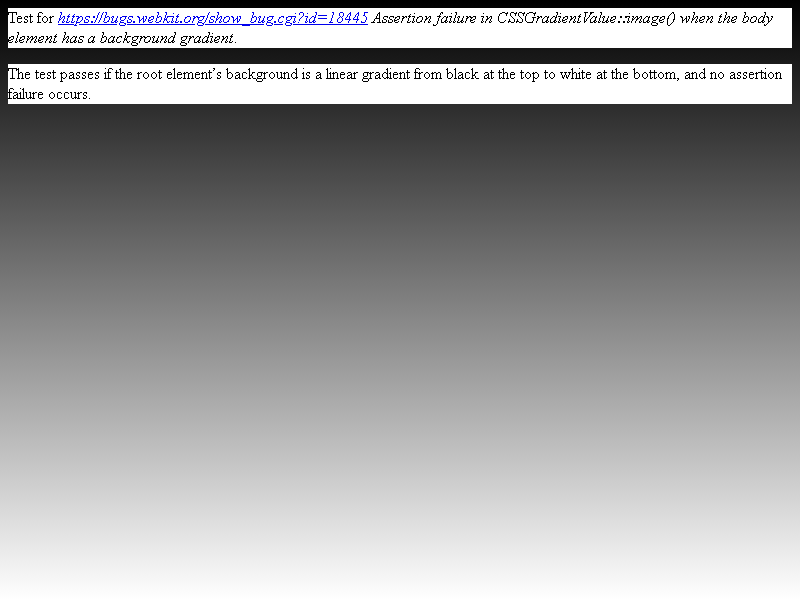 Test for https://bugs.webkit.org/show_bug.cgi?id=18445 Assertion failure in CSSGradientValue::image() when the body
element has a background gradient.
The test passes if the root element’s background is a linear gradient from black at the top to white at the bottom, and no assertion
failure occurs.